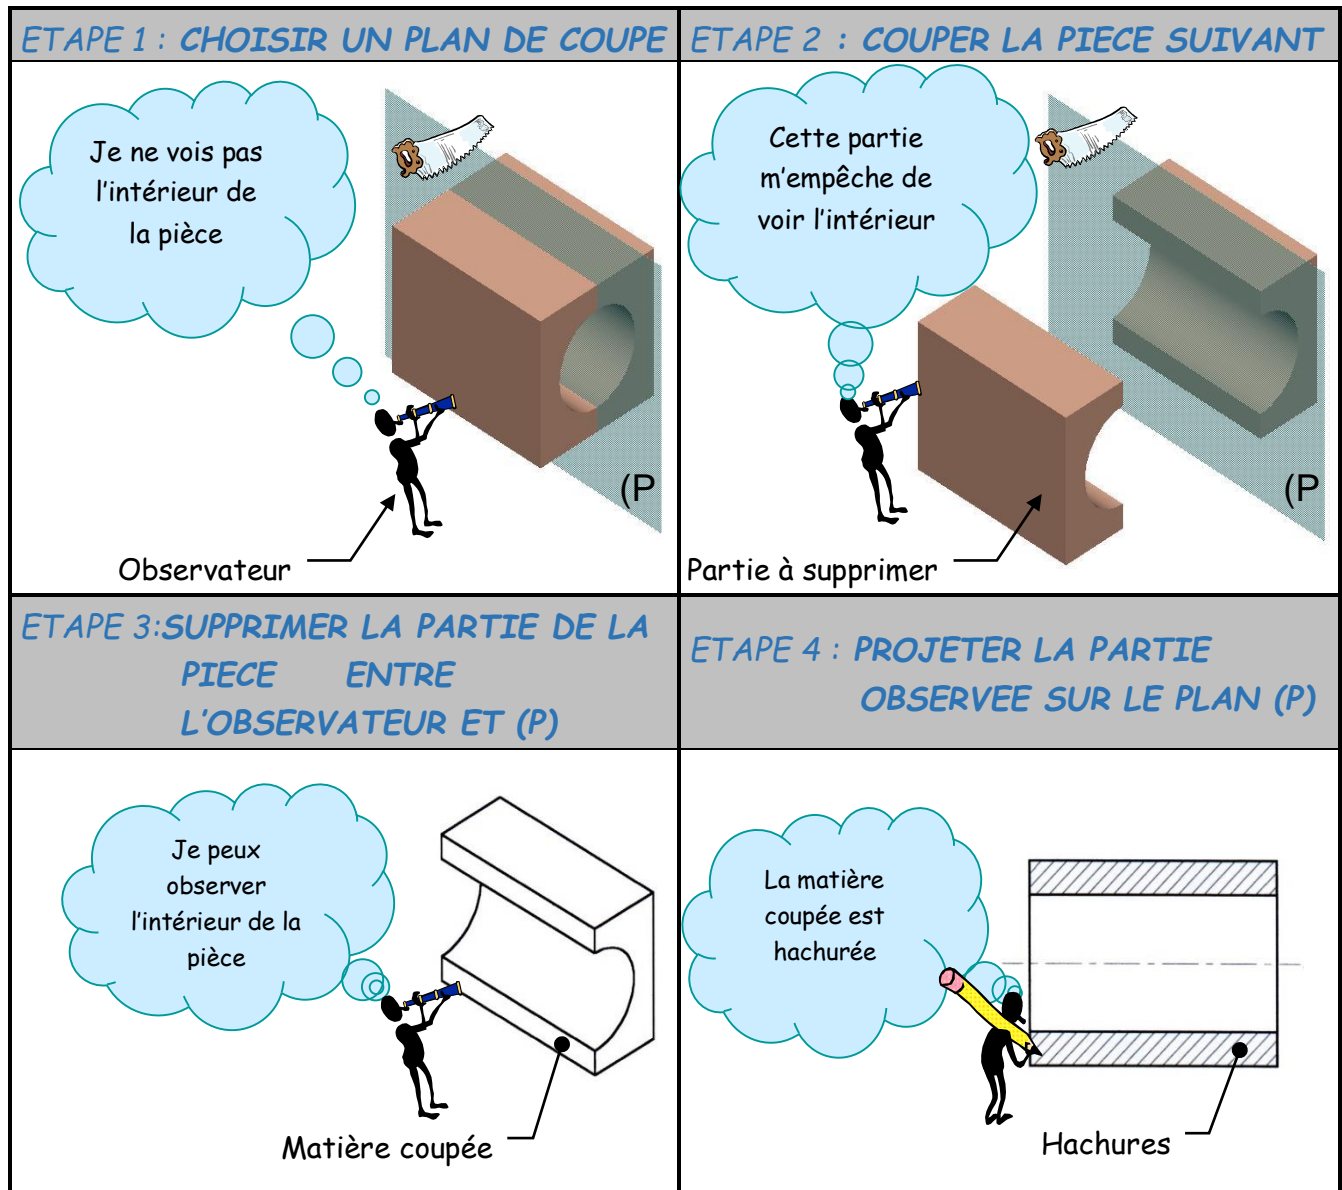 ETAPE 1 : CHOISIR UN PLAN DE COUPE
Je ne vois pas
l'intérieur de
la pièce
(P
Observateur
ETAPE 2 : COUPER LA PIECE SUIVANT
Cette partie
m'empêche de
voir l'intérieur
(P
Partie à supprimer
ETAPE 3:SUPPRIMER LA PARTIE DE LA
PIECE ENTRE
L'OBSERVATEUR ET (P)
Je peux
observer
l'intérieur de la
pièce
Matière coupée
ETAPE 4 : PROJETER LA PARTIE
OBSERVEE SUR LE PLAN (P)
La matière
coupée est
hachurée
Hachures